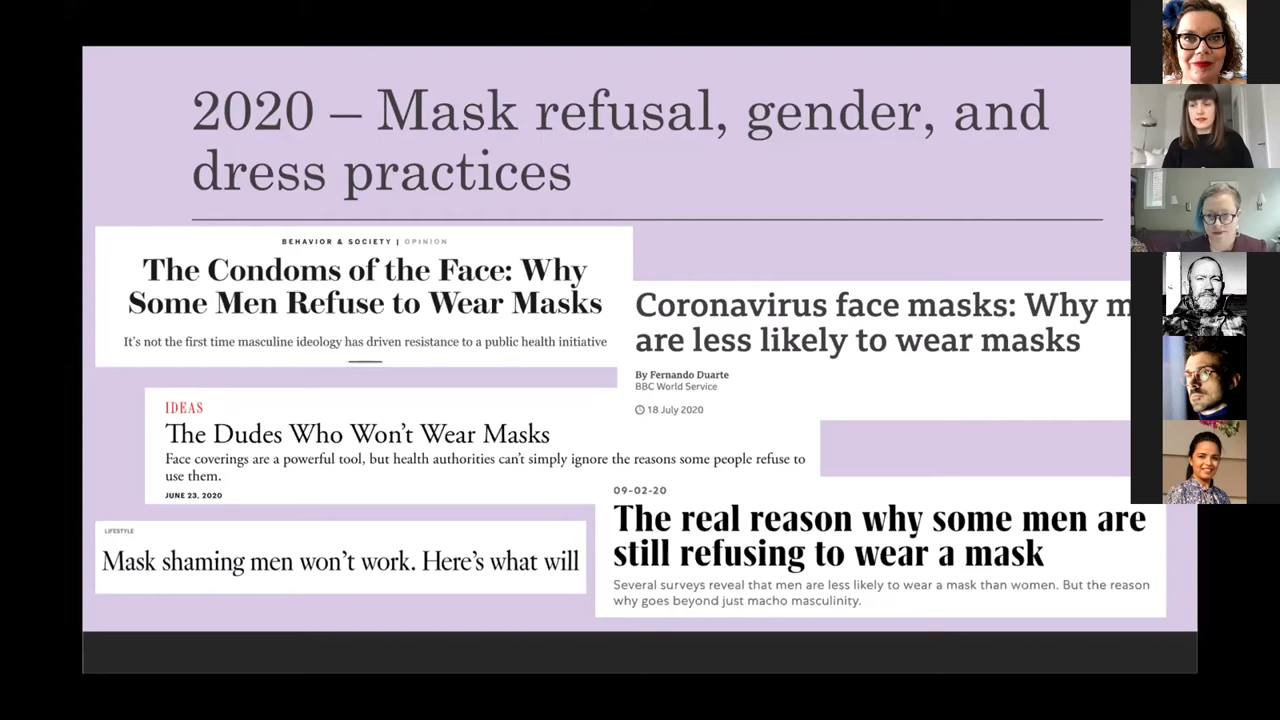 2020 – Mask refusal, gender, and
dress practices
BEHAVIOR & SOCIETY | OPINION
The Condoms of the Face: Why
Some Men Refuse to Wear Masks
It's not the first time masculine ideology has driven resistance to a public health initiative
Coronavirus face masks: Why m
are less likely to wear masks
By Fernando Duarte
BBC World Service
18 July 2020
IDEAS
The Dudes Who Won't Wear Masks
Face coverings are a powerful tool, but health authorities can't simply ignore the reasons some people refuse to
use them.
JUNE 23, 2020
LIFESTYLE
Mask shaming men won't work. Here's what will
09-02-20
The real reason why some men are
still refusing to wear a mask
Several surveys reveal that men are less likely to wear a mask than women. But the reason
why goes beyond just macho masculinity.